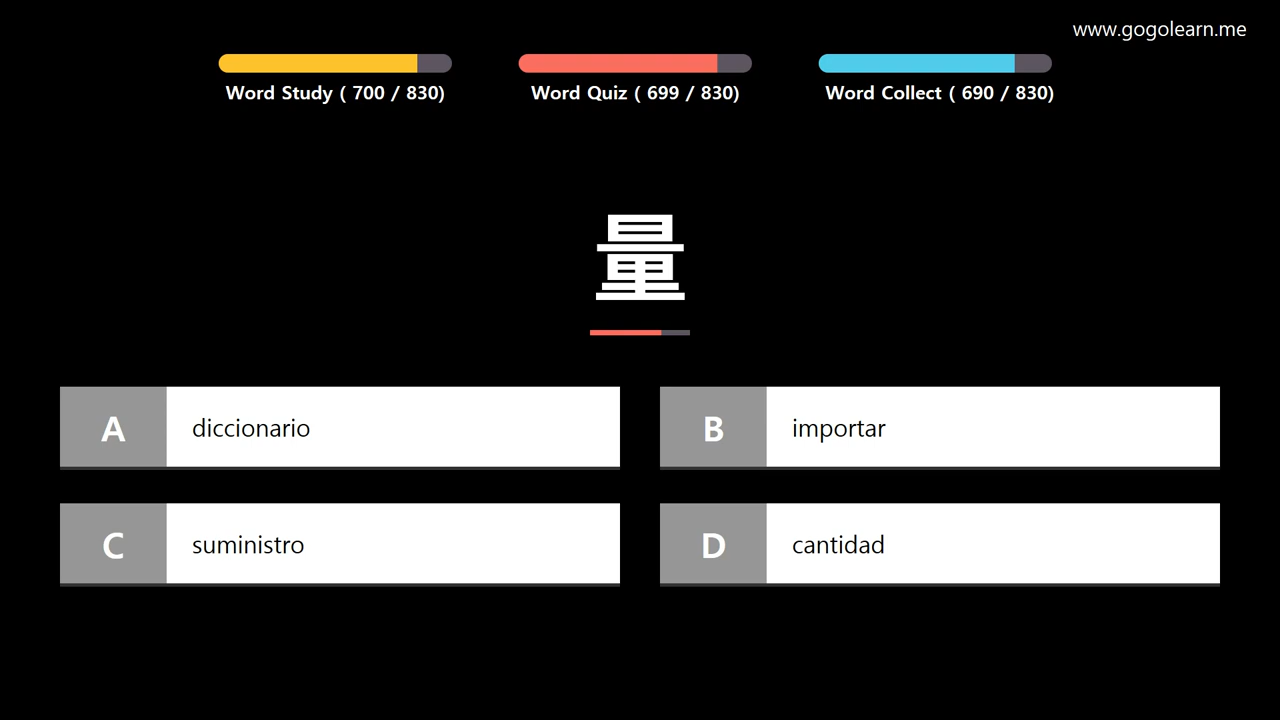 www.gogolearn.me
Word Study ( 700 / 830)
Word Quiz ( 699 / 830)
Word Collect ( 690 / 830)
量
A diccionario
B importar
C suministro
D cantidad